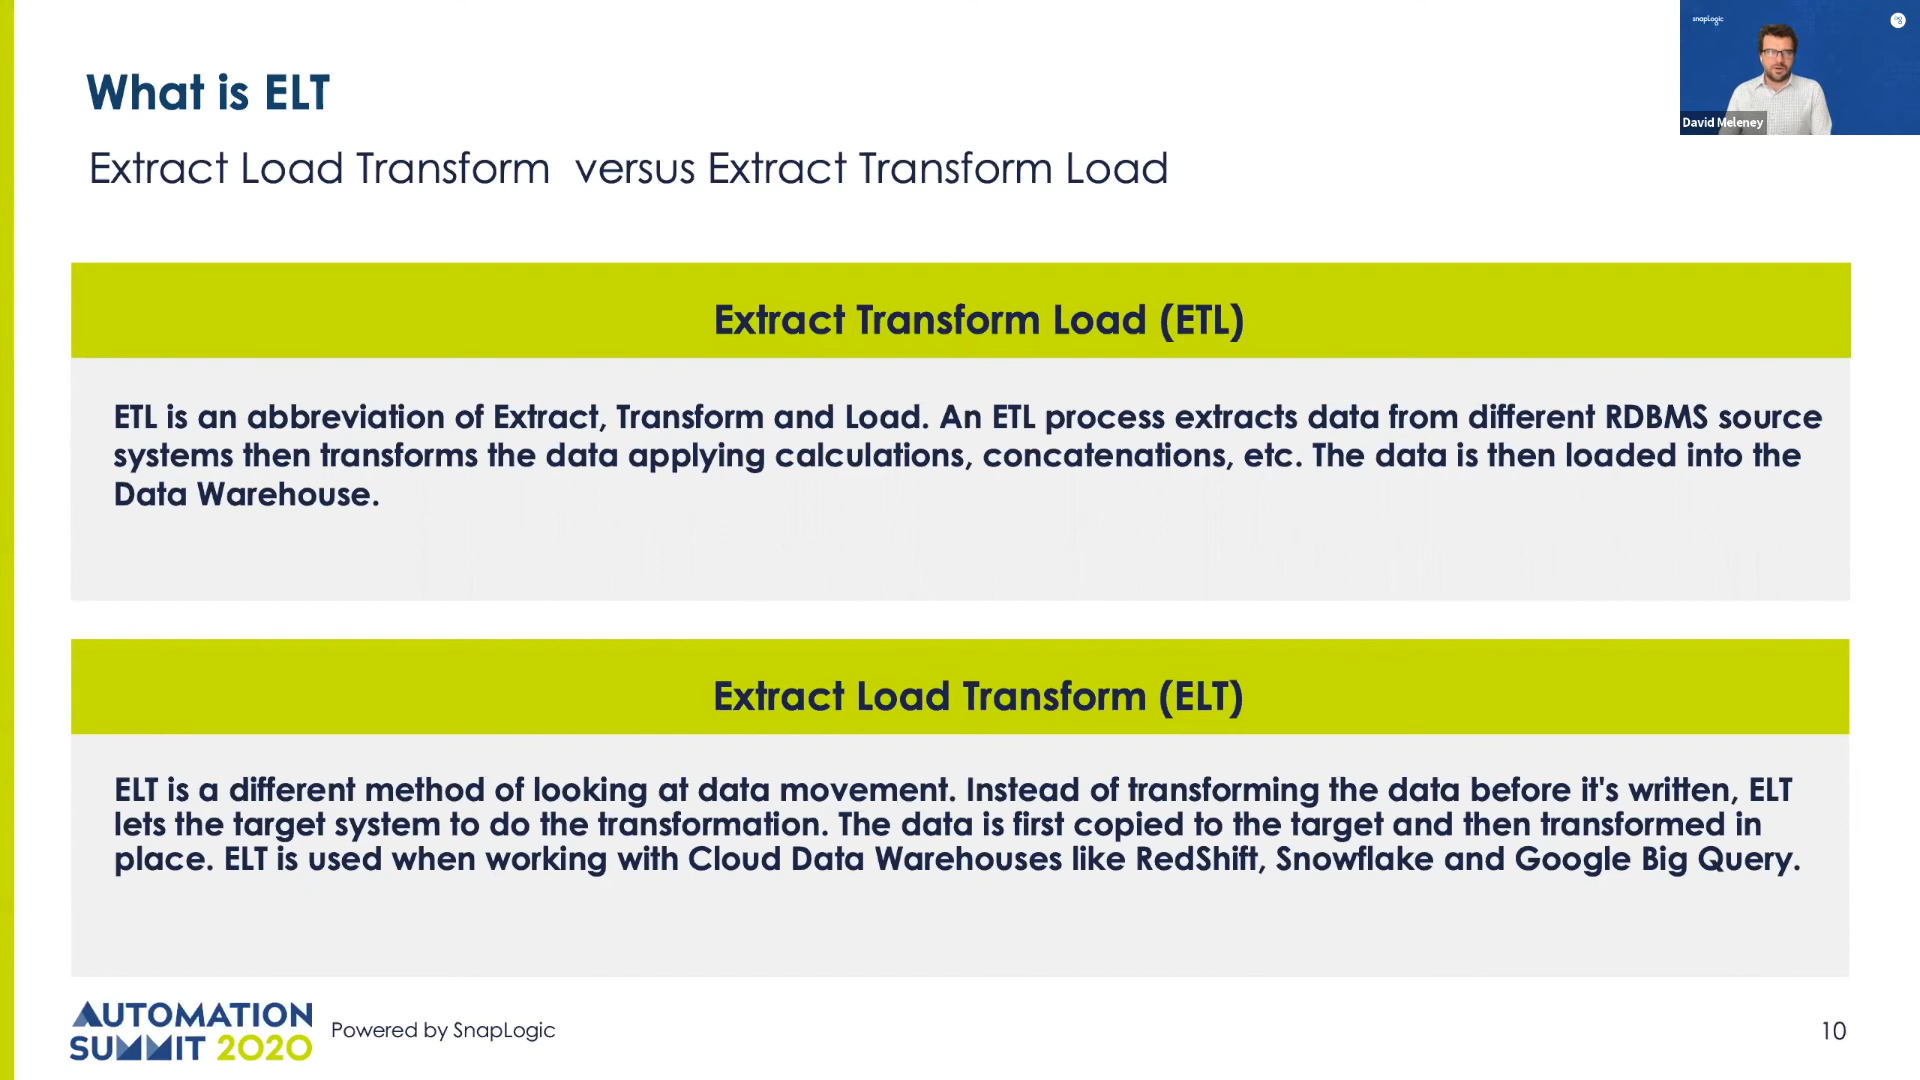 What is ELT
Extract Load Transform  versus Extract Transform Load
snapLogic
David Meleney
Extract Transform Load (ETL)
ETL is an abbreviation of Extract, Transform and Load. An ETL process extracts data from different RDBMS source
systems then transforms the data applying calculations, concatenations, etc. The data is then loaded into the
Data Warehouse.
Extract Load Transform (ELT)
ELT is a different method of looking at data movement. Instead of transforming the data before it's written, ELT
lets the target system to do the transformation. The data is first copied to the target and then transformed in
place. ELT is used when working with Cloud Data Warehouses like RedShift, Snowflake and Google Big Query.
AUTOMATION
SUMMIT 2020
Powered by SnapLogic
10